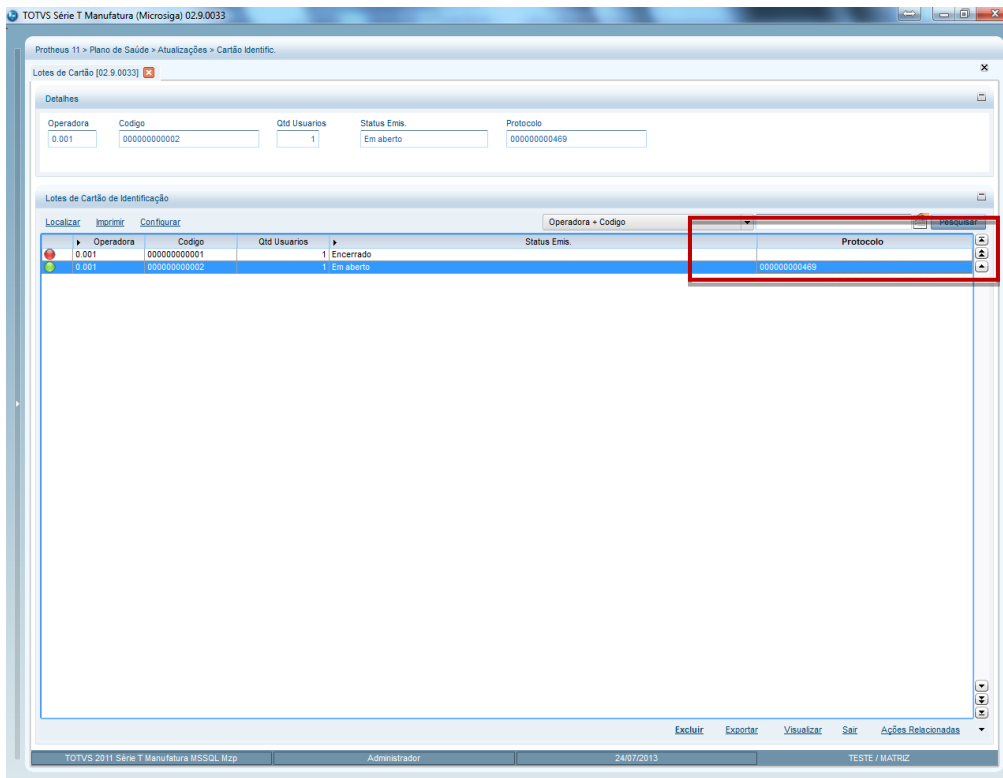 TOTVS Série T Manufatura (Microsiga) 02.9.0033
Protheus 11 > Plano de Saúde > Atualizações > Cartão Identific.
Lotes de Cartão [02.9.0033]
Detalhes
Operadora Codigo Qtd Usuarios Status Emis. Protocolo
0.001 000000000002 1 Em aberto 000000000469
Lotes de Cartão de Identificação
Localizar Imprimir Configurar Operadora + Codigo Pesquisar
Operadora Codigo Qtd Usuarios Status Emis. Protocolo
0.001 000000000001 1 Encerrado
0.001 000000000002 1 Em aberto 000000000469
Excluir Exportar Visualizar Sair Ações Relacionadas
TOTVS 2011 Série T Manufatura MSSQL Mzp Administrador 24/07/2013 TESTE / MATRIZ